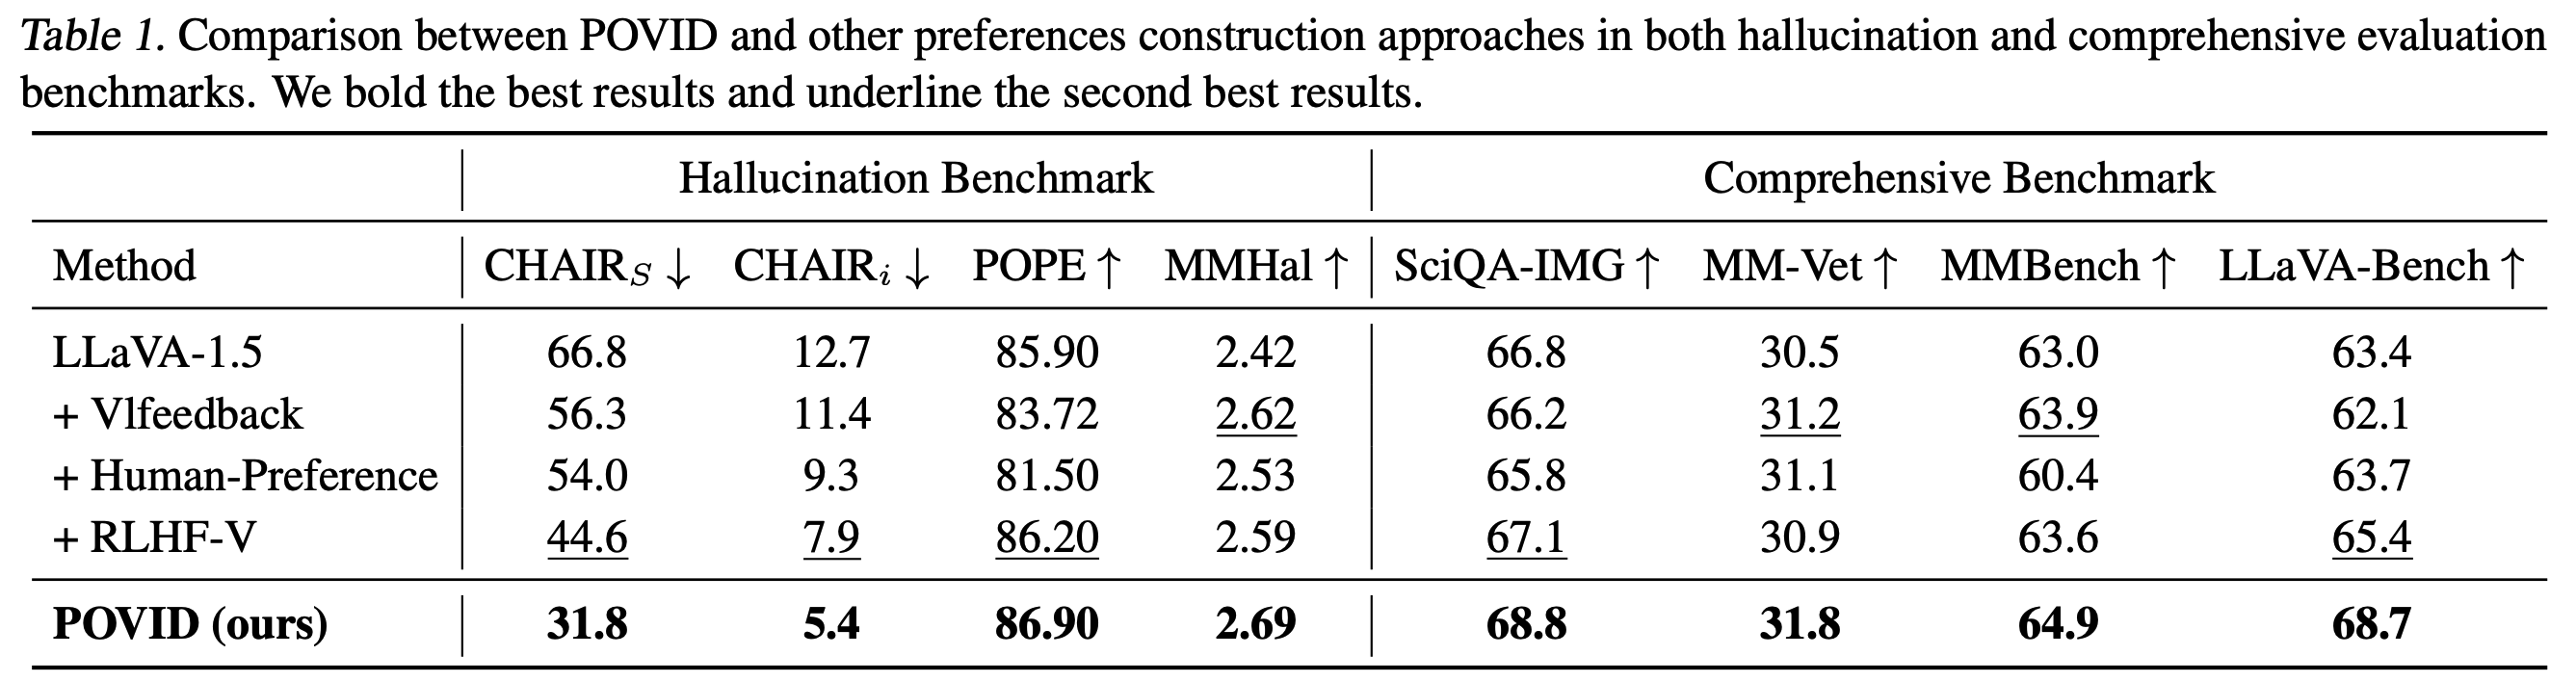 Table 1. Comparison between POVID and other preferences construction approaches in both hallucination and comprehensive evaluation
benchmarks. We bold the best results and underline the second best results.
Hallucination Benchmark Comprehensive Benchmark
Method CHAIR_S ↓ CHAIR_i ↓ POPE ↑ MMHal ↑ SciQA-IMG ↑ MM-Vet ↑ MMBench ↑ LLaVA-Bench ↑
LLaVA-1.5 66.8 12.7 85.90 2.42 66.8 30.5 63.0 63.4
+ Vlfeedback 56.3 11.4 83.72 2.62 66.2 31.2 63.9 62.1
+ Human-Preference 54.0 9.3 81.50 2.53 65.8 31.1 60.4 63.7
+ RLHF-V 44.6 7.9 86.20 2.59 67.1 30.9 63.6 65.4
POVID (ours) 31.8 5.4 86.90 2.69 68.8 31.8 64.9 68.7